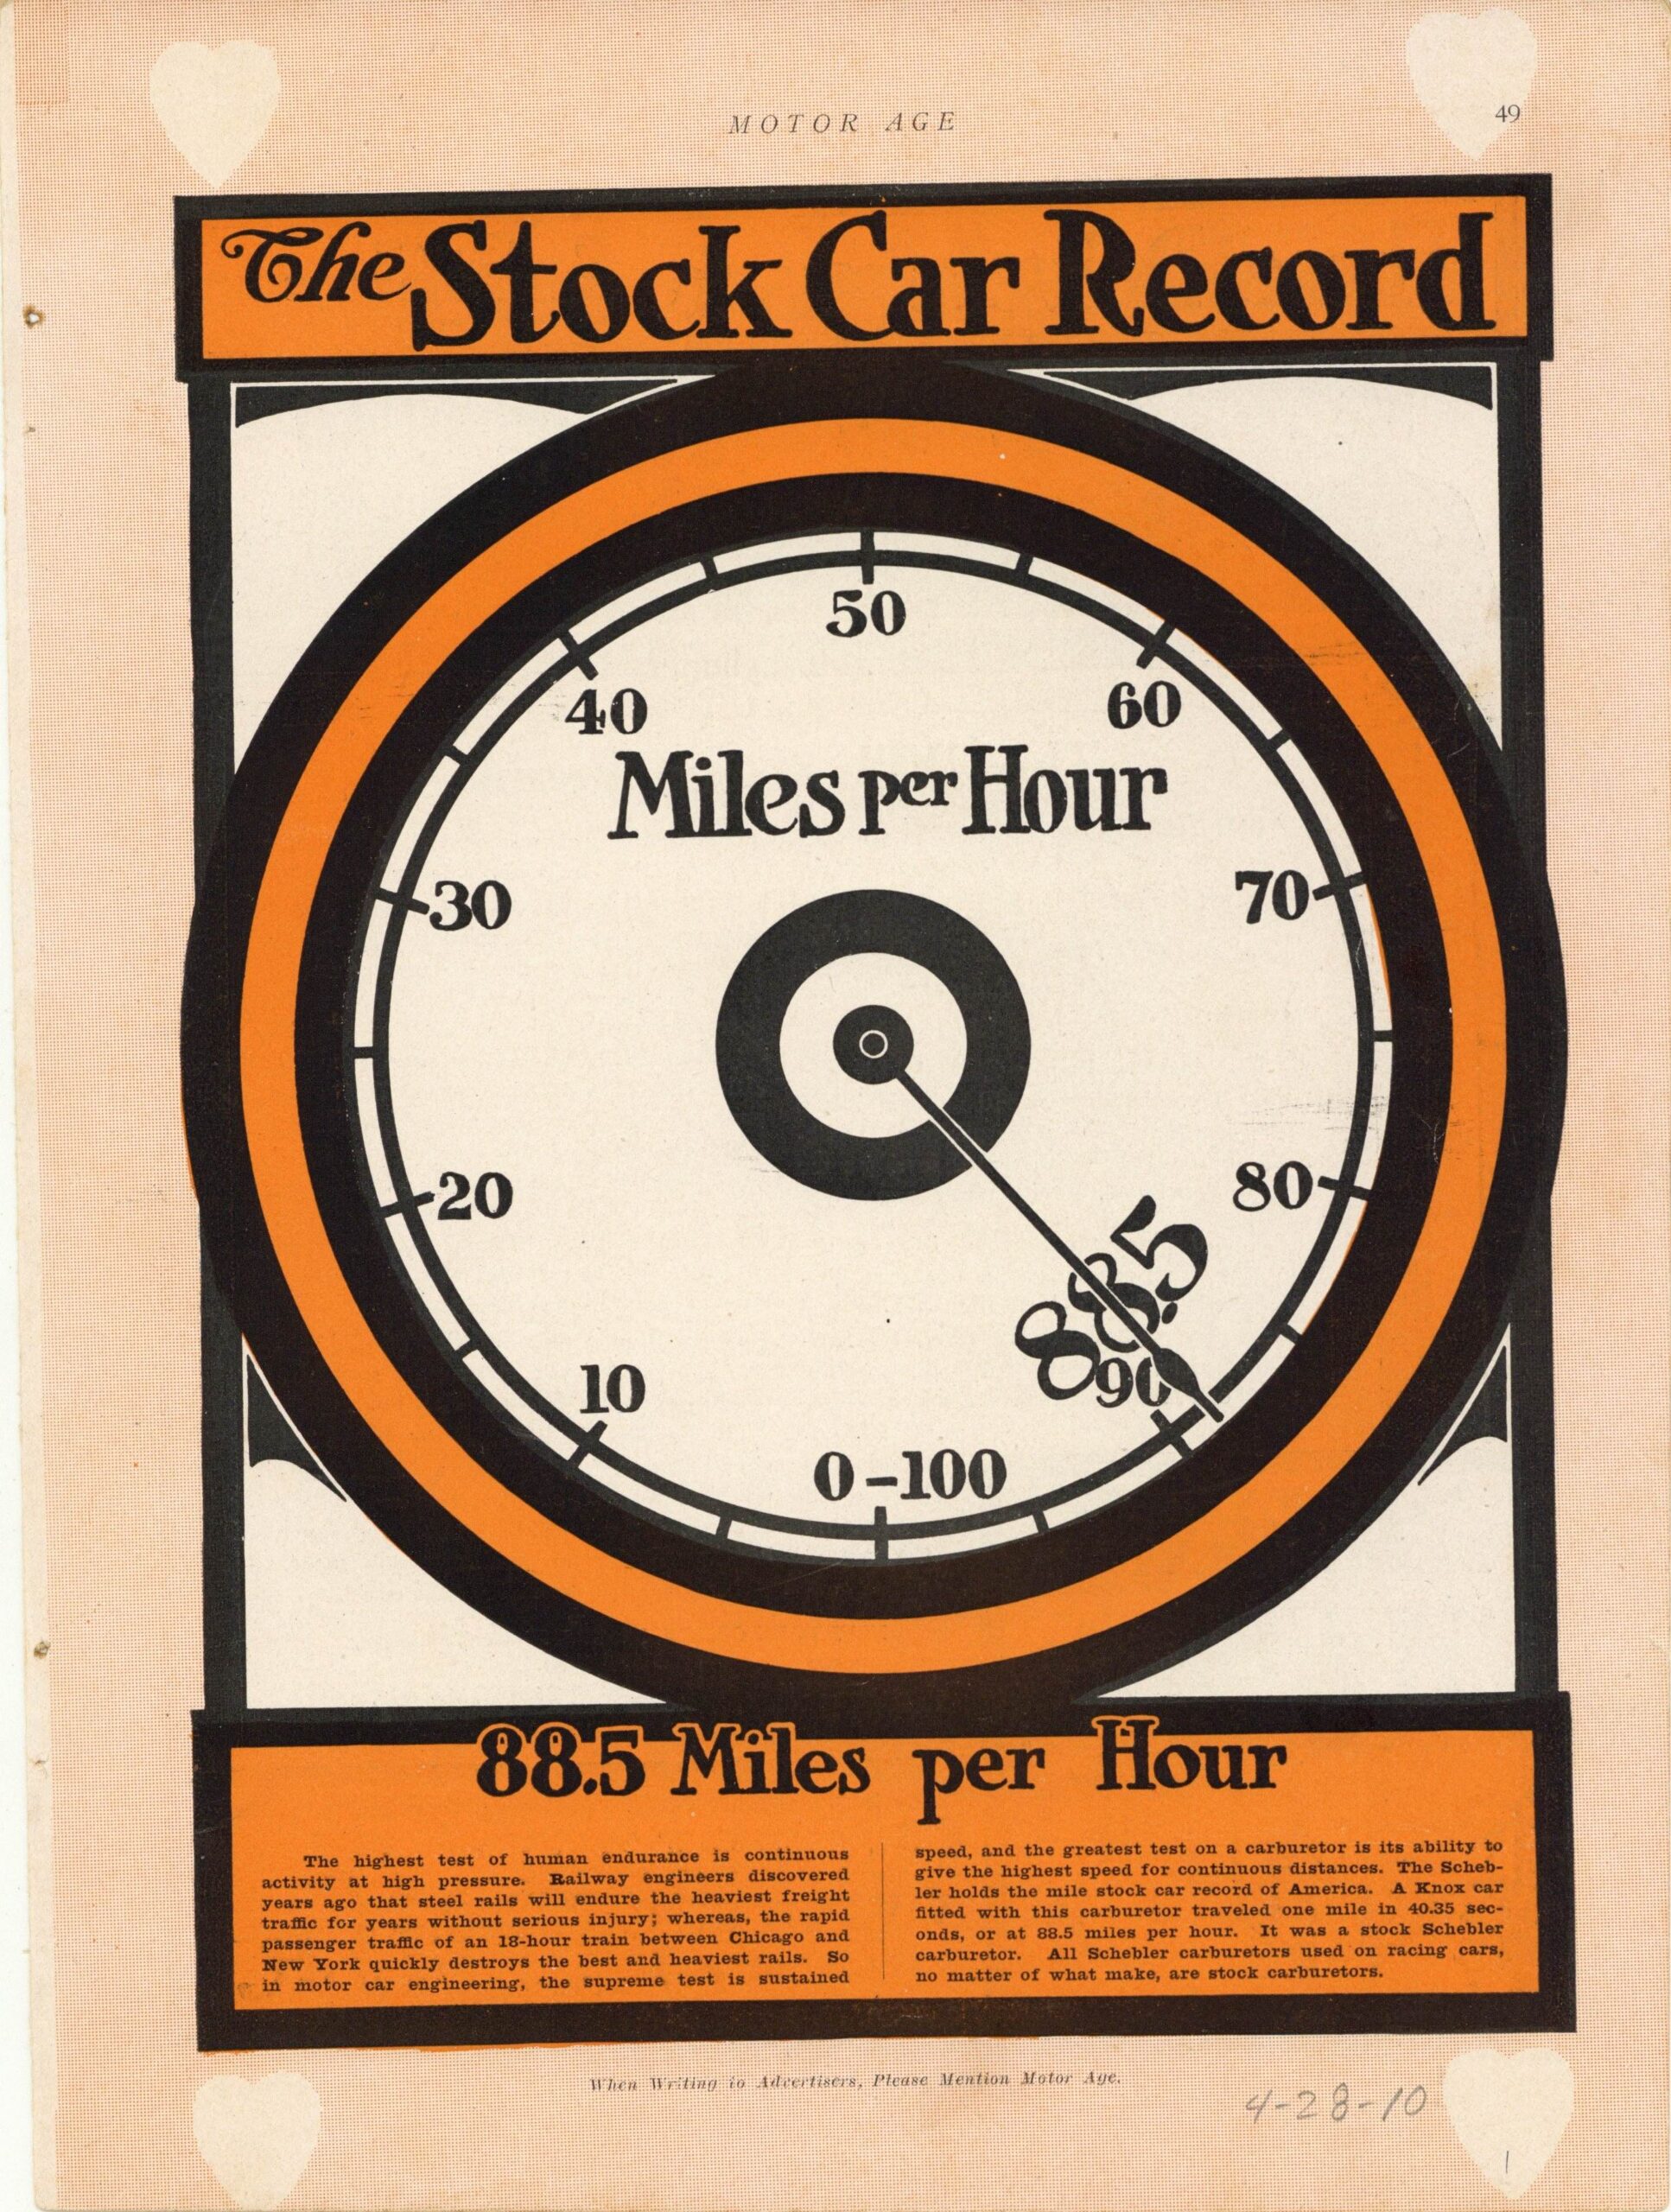 MOTOR AGE
49
The Stock Car Record
50
40
60
Miles per Hour
30
70
20
80
88.5
10
90
0-100
88.5 Miles per Hour
The highest test of human endurance is continuous
activity at high pressure. Railway engineers discovered
years ago that steel rails will endure the heaviest freight
traffic for years without serious injury; whereas, the rapid
passenger traffic of an 18-hour train between Chicago and
New York quickly destroys the best and heaviest rails. So
in motor car engineering, the supreme test is sustained
speed, and the greatest test on a carburetor is its ability to
give the highest speed for continuous distances. The Scheb-
ler holds the mile stock car record of America. A Knox car
fitted with this carburetor traveled one mile in 40.35 sec-
onds, or at 88.5 miles per hour. It was a stock Schebler
carburetor. All Schebler carburetors used on racing cars,
no matter of what make, are stock carburetors.
When Writing to Advertisers, Please Mention Motor Age.
4-28-10
1